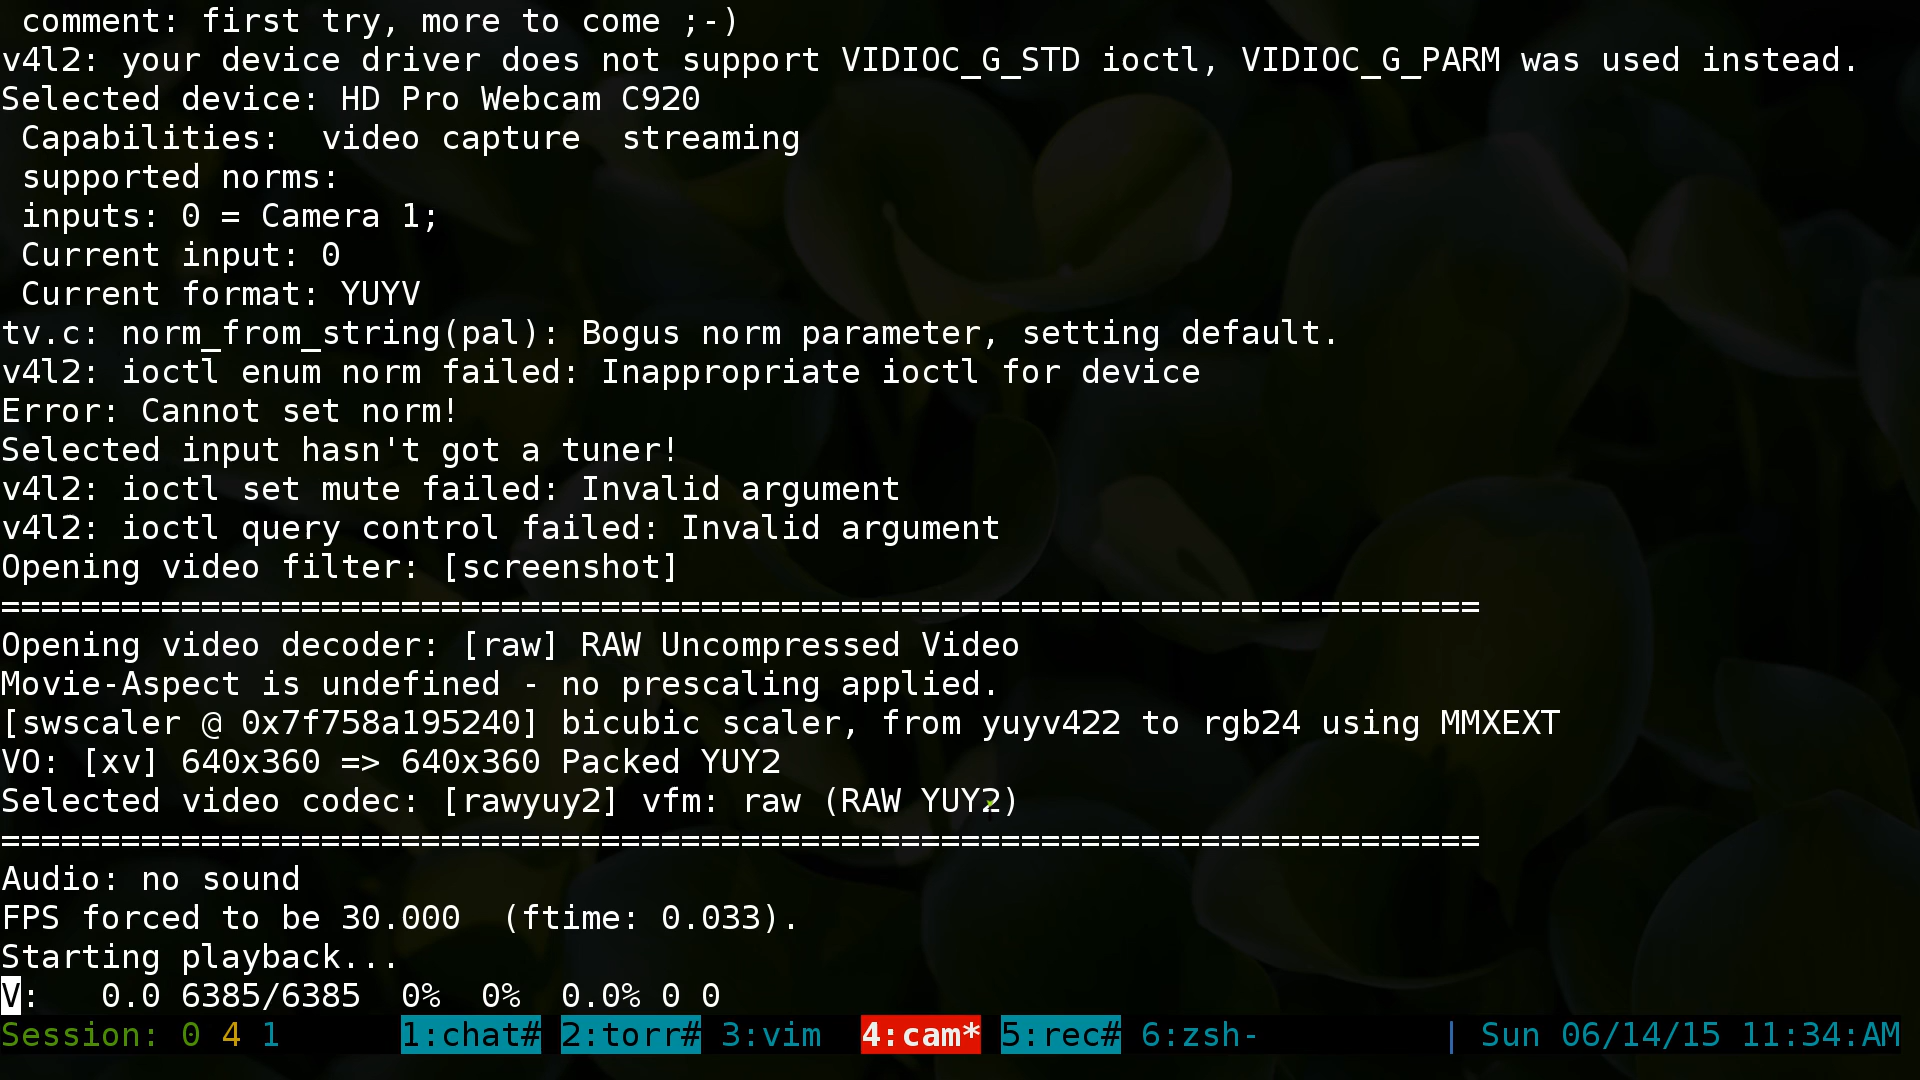 comment: first try, more to come ;-)
v4l2: your device driver does not support VIDIOC_G_STD ioctl, VIDIOC_G_PARM was used instead.
Selected device: HD Pro Webcam C920
 Capabilities:  video capture  streaming
 supported norms:
 inputs: 0 = Camera 1;
 Current input: 0
 Current format: YUYV
tv.c: norm_from_string(pal): Bogus norm parameter, setting default.
v4l2: ioctl enum norm failed: Inappropriate ioctl for device
Error: Cannot set norm!
Selected input hasn't got a tuner!
v4l2: ioctl set mute failed: Invalid argument
v4l2: ioctl query control failed: Invalid argument
Opening video filter: [screenshot]
==========================================================================
Opening video decoder: [raw] RAW Uncompressed Video
Movie-Aspect is undefined - no prescaling applied.
[swscaler @ 0x7f758a195240] bicubic scaler, from yuyv422 to rgb24 using MMXEXT
VO: [xv] 640x360 => 640x360 Packed YUY2
Selected video codec: [rawyuy2] vfm: raw (RAW YUY2)
==========================================================================
Audio: no sound
FPS forced to be 30.000  (ftime: 0.033).
Starting playback...
V:   0.0 6385/6385  0%  0%  0.0% 0 0
Session: 0 4 1      1:chat# 2:torr# 3:vim  4:cam* 5:rec# 6:zsh-         | Sun 06/14/15 11:34:AM